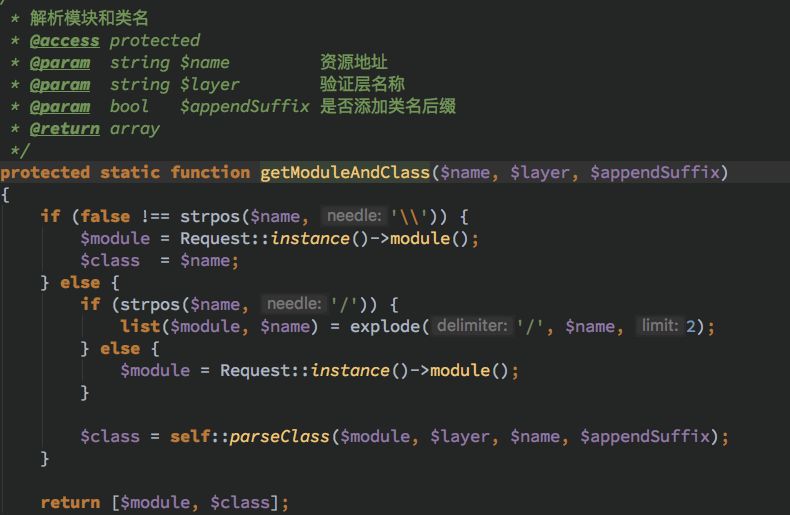 /
 * 解析模块和类名
 * @access protected
 * @param  string $name         资源地址
 * @param  string $layer        验证层名称
 * @param  bool   $appendSuffix 是否添加类名后缀
 * @return array
 */
protected static function getModuleAndClass($name, $layer, $appendSuffix)
{
    if (false !== strpos($name, needle: '\\')) {
        $module = Request::instance()->module();
        $class  = $name;
    } else {
        if (strpos($name, needle: '/')) {
            list($module, $name) = explode( delimiter: '/', $name, limit: 2);
        } else {
            $module = Request::instance()->module();
        }
        $class = self::parseClass($module, $layer, $name, $appendSuffix);
    }
    return [$module, $class];